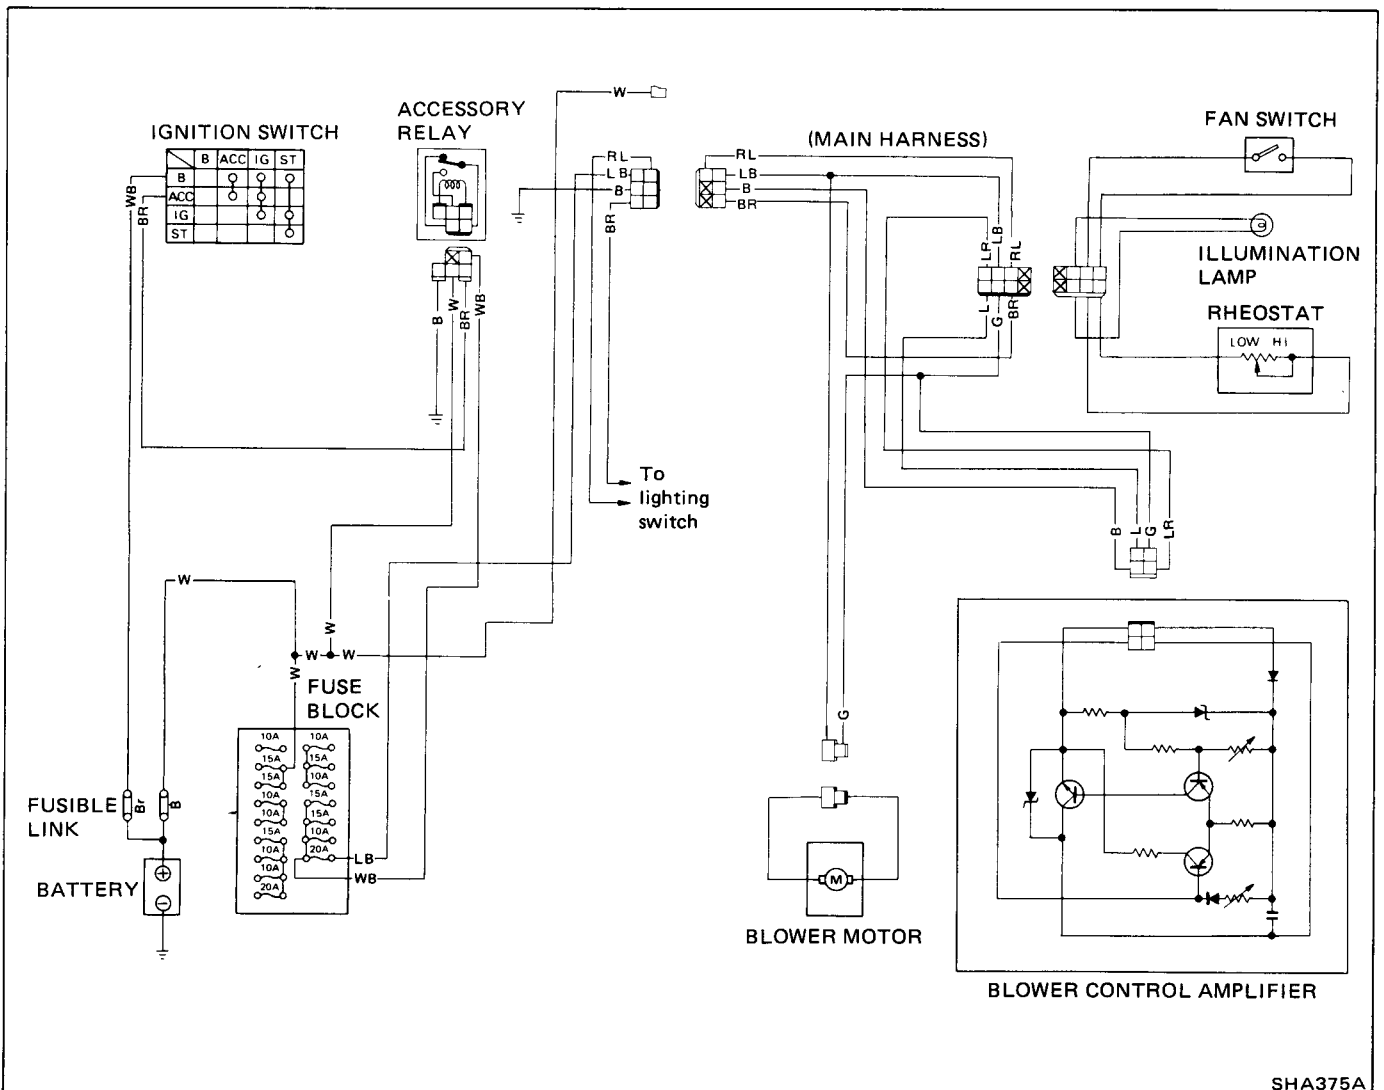 W
ACCESSORY
RELAY
IGNITION SWITCH
B ACC IG ST
B
ACC
IG
ST
WB
BR
B
W
BR
WB
RL
LB
B
BR
(MAIN HARNESS)
RL
LB
B
BR
LR
LB
RL
L
G
BR
FAN SWITCH
ILLUMINATION
LAMP
RHEOSTAT
LOW HI
To
lighting
switch
B
L
G
LR
W
W
W
W
W
FUSE
BLOCK
10A 10A
15A 15A
15A 10A
10A 15A
10A
15A 10A
10A 20A
10A
20A
LB
WB
FUSIBLE
LINK
Br
B
BATTERY
G
M
BLOWER MOTOR
BLOWER CONTROL AMPLIFIER
SHA375A